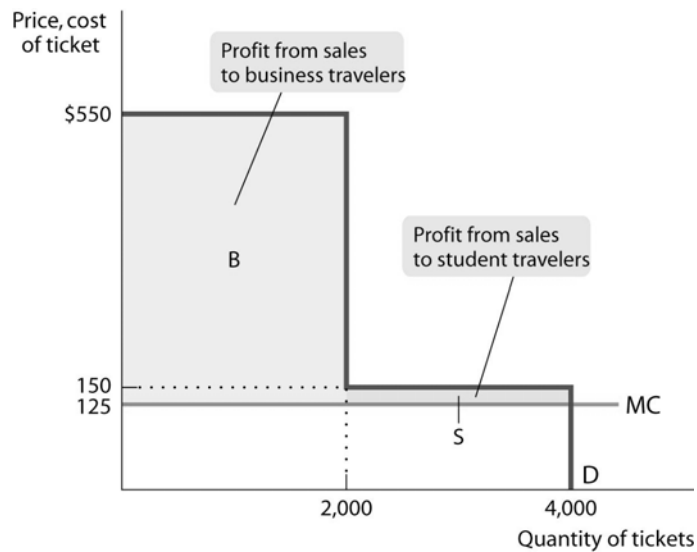 Price, cost
of ticket
Profit from sales
to business travelers
$550
B
Profit from sales
to student travelers
150
125
MC
S
D
2,000
4,000
Quantity of tickets